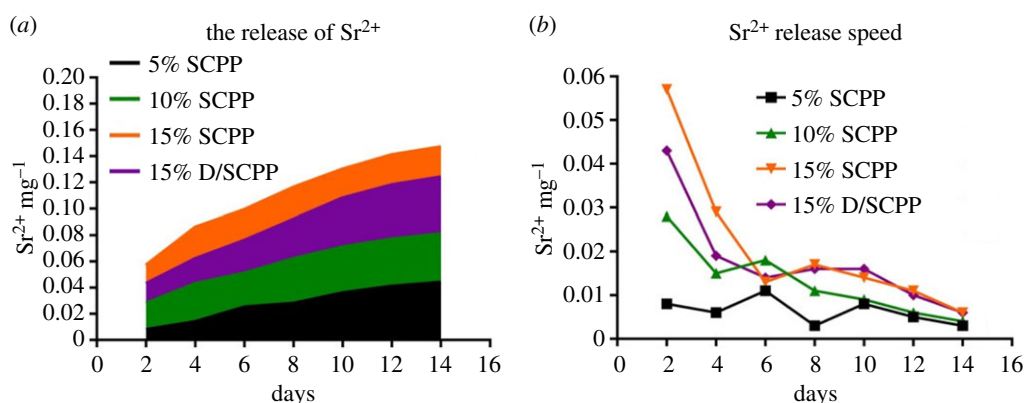 (a) the release of Sr²⁺
5% SCPP
10% SCPP
15% SCPP
15% D/SCPP
Sr²⁺ mg⁻¹
0.20
0.18
0.16
0.14
0.12
0.10
0.08
0.06
0.04
0.02
0
0 2 4 6 8 10 12 14 16
days
(b) Sr²⁺ release speed
5% SCPP
10% SCPP
15% SCPP
15% D/SCPP
Sr²⁺ mg⁻¹
0.06
0.05
0.04
0.03
0.02
0.01
0
0 2 4 6 8 10 12 14 16
days